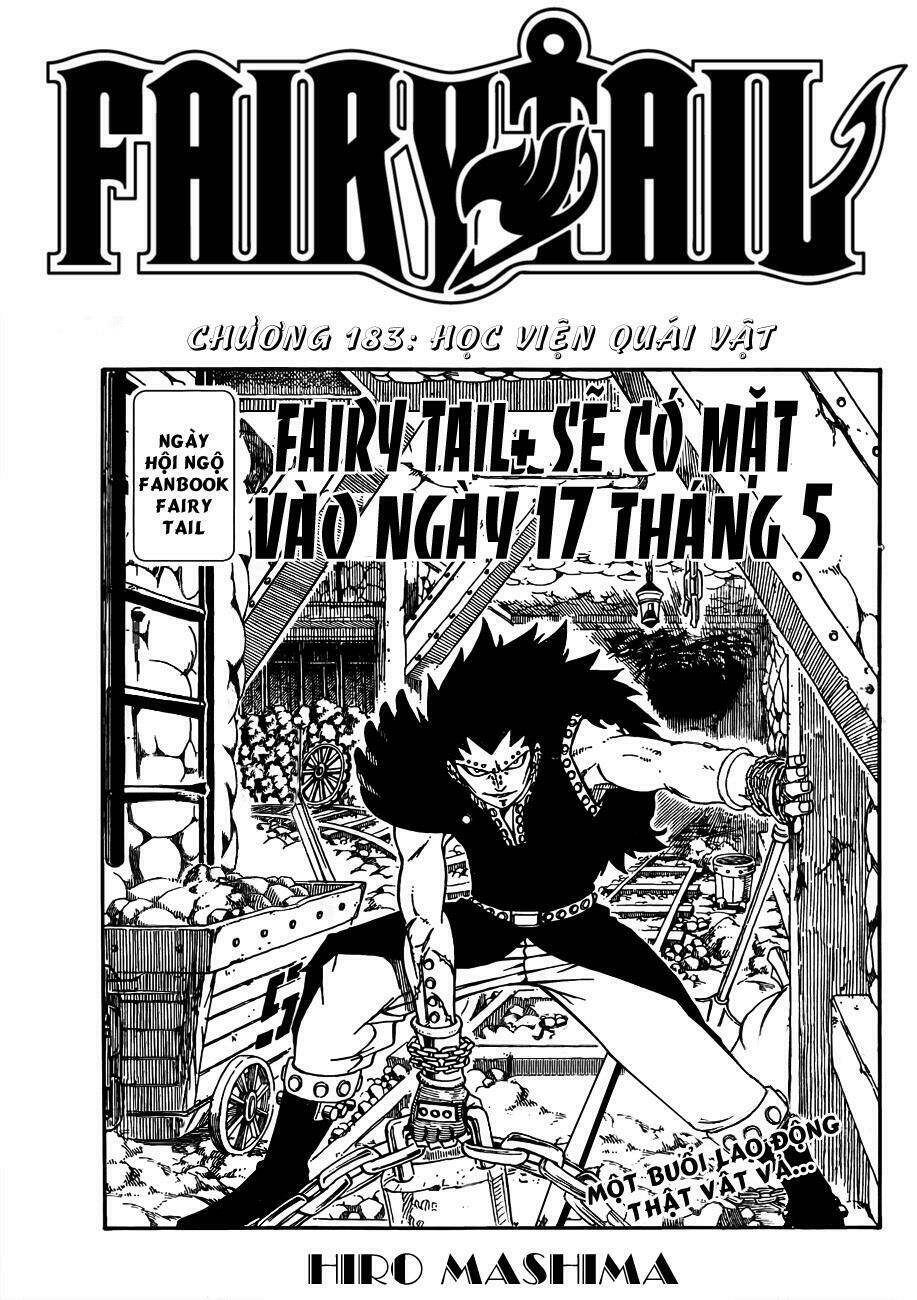 FAIRY TAIL
CHƯƠNG 183: HỌC VIỆN QUÁI VẬT
NGÀY
HỘI NGỘ
FANBOOK
FAIRY
TAIL
FAIRY TAIL+ SẼ CÓ MẶT
VÀO NGÀY 17 THÁNG 5
MỘT BUỔI LAO ĐỘNG
THẬT VẬT VẢ...
HIRO MASHIMA